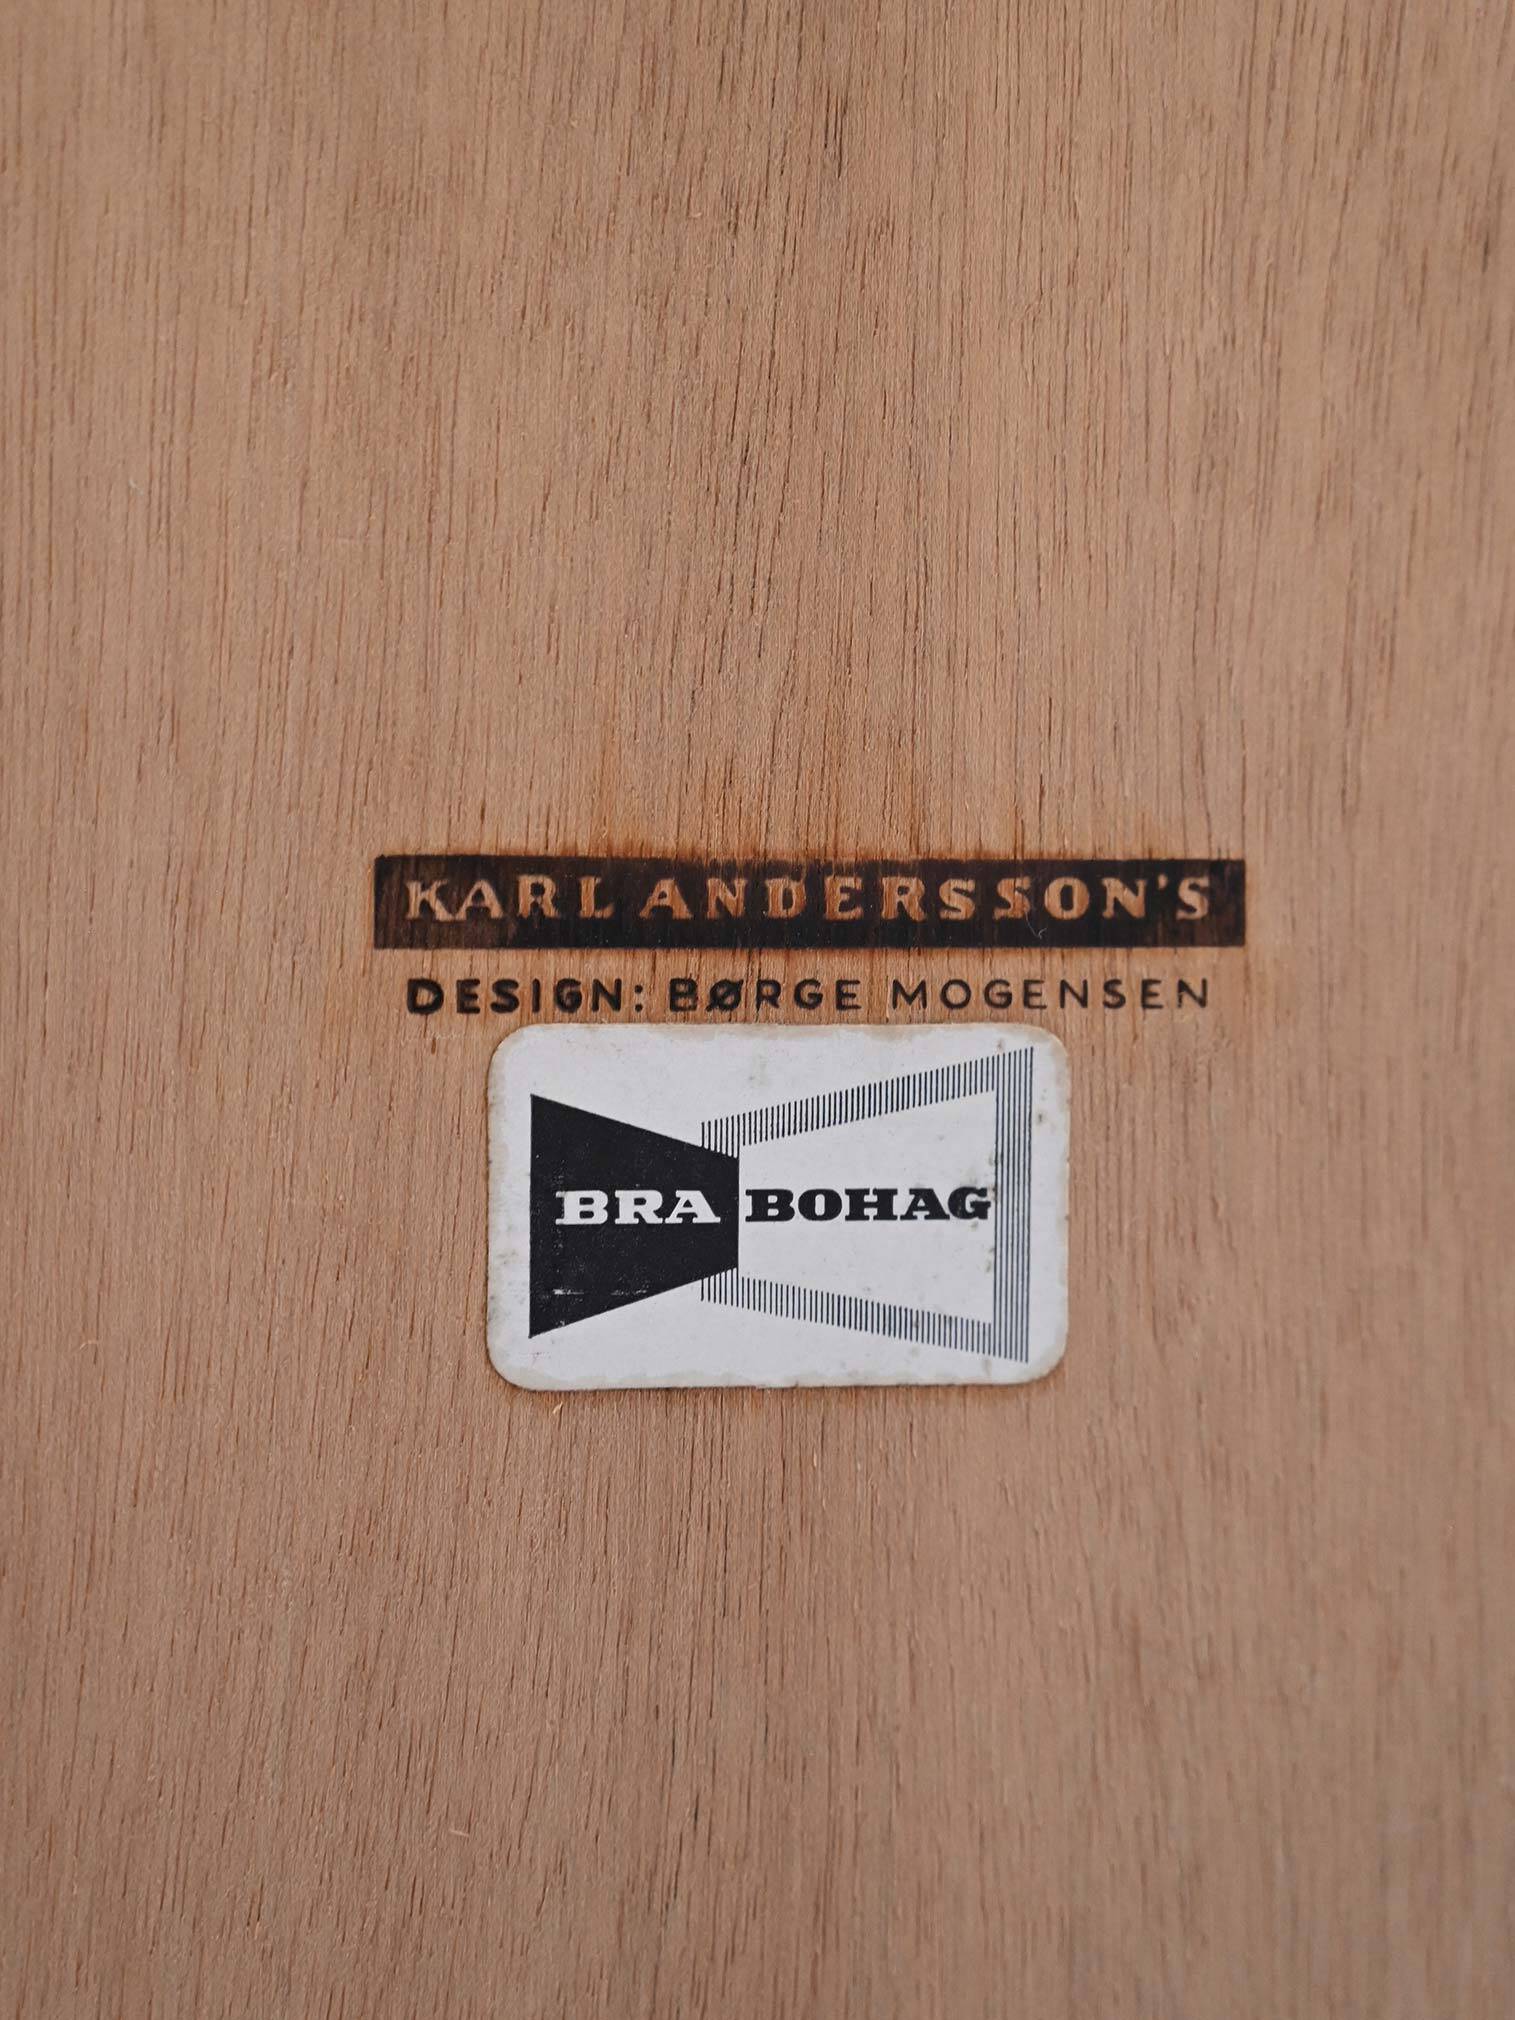 KARL ANDERSSON'S
DESIGN: BØRGE MOGENSEN
BRA BOHAG